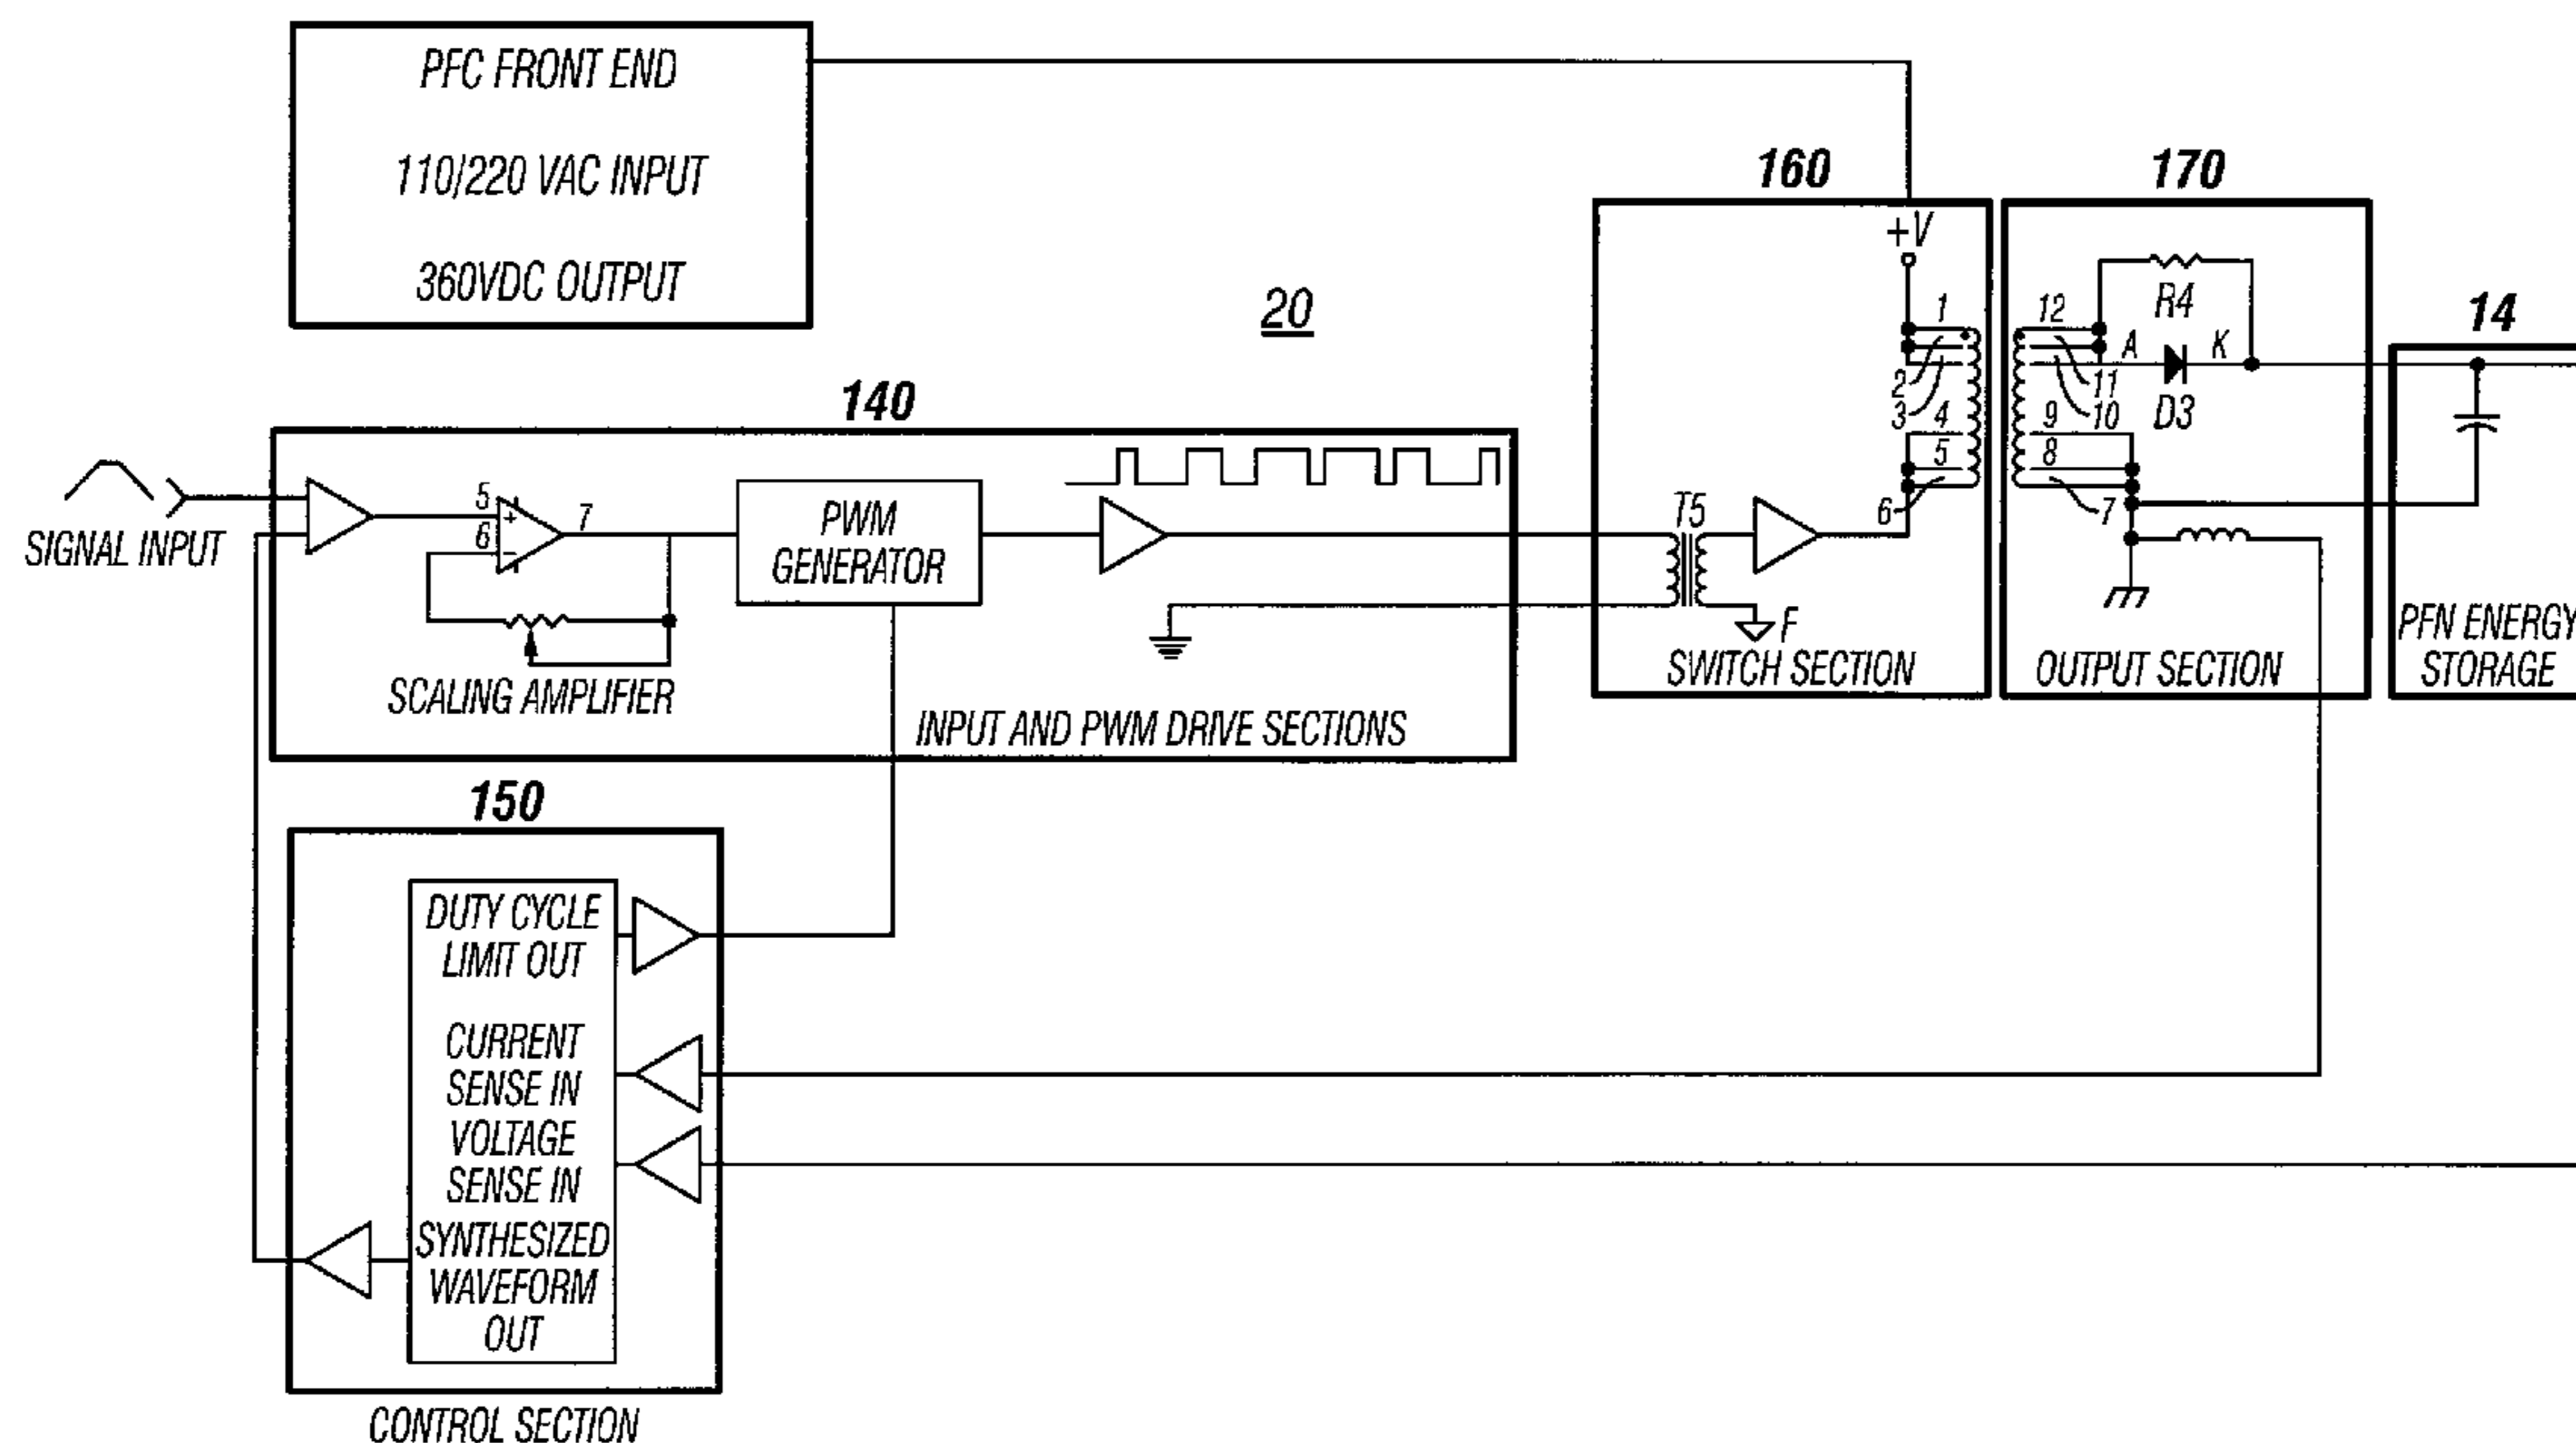 PFC FRONT END
110/220 VAC INPUT
360VDC OUTPUT
20
160
170
14
+V
1
2
3
4
5
6
12
11
10
9
8
7
R4
A
K
D3
140
SIGNAL INPUT
5
6
7
+
−
PWM
GENERATOR
T5
F
SCALING AMPLIFIER
INPUT AND PWM DRIVE SECTIONS
SWITCH SECTION
OUTPUT SECTION
PFN ENERGY
STORAGE
150
DUTY CYCLE
LIMIT OUT
CURRENT
SENSE IN
VOLTAGE
SENSE IN
SYNTHESIZED
WAVEFORM
OUT
CONTROL SECTION